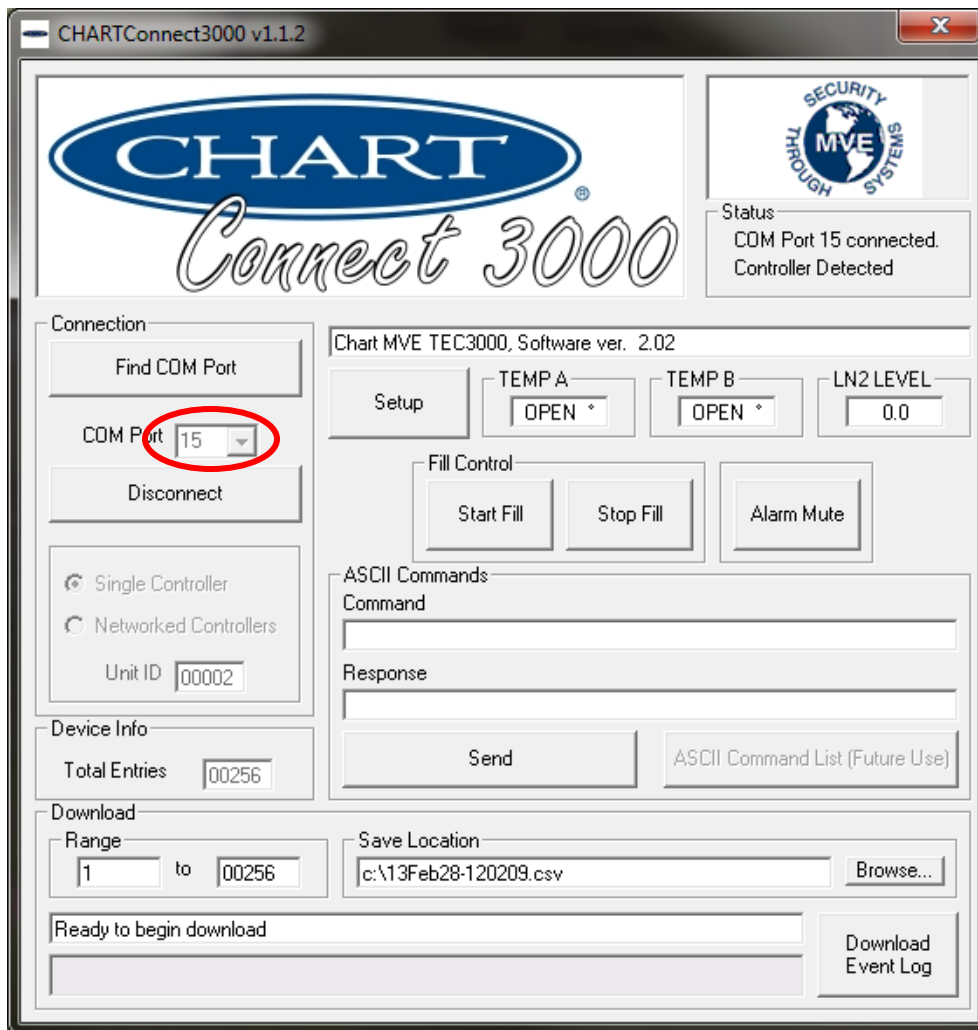 CHARTConnect3000 v1.1.2
X
CHART
®
Connect 3000
SECURITY
THROUGH
MVE
SYSTEMS
Status
COM Port 15 connected.
Controller Detected
Connection
Find COM Port
COM Port 15
Disconnect
Single Controller
Networked Controllers
Unit ID 00002
Chart MVE TEC3000, Software ver. 2.02
Setup
TEMP A
OPEN °
TEMP B
OPEN °
LN2 LEVEL
0.0
Fill Control
Start Fill
Stop Fill
Alarm Mute
ASCII Commands
Command
Response
Send
ASCII Command List (Future Use)
Device Info
Total Entries 00256
Download
Range
1 to 00256
Save Location
c:\13Feb28-120209.csv
Browse...
Ready to begin download
Download
Event Log